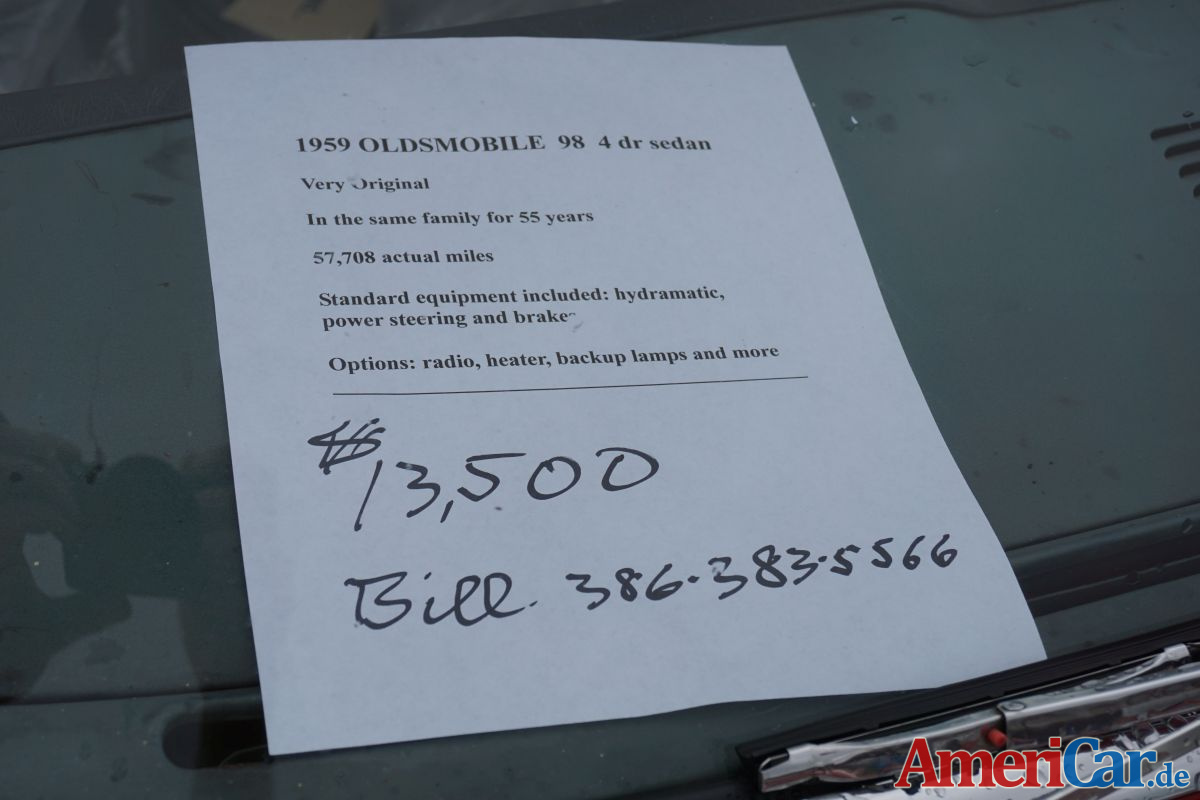 1959 OLDSMOBILE 98 4 dr sedan
Very Original
In the same family for 55 years
57,708 actual miles
Standard equipment included: hydramatic,
power steering and brakes
Options: radio, heater, backup lamps and more
$13,500
Bill. 386-383-5566
AmeriCar.de